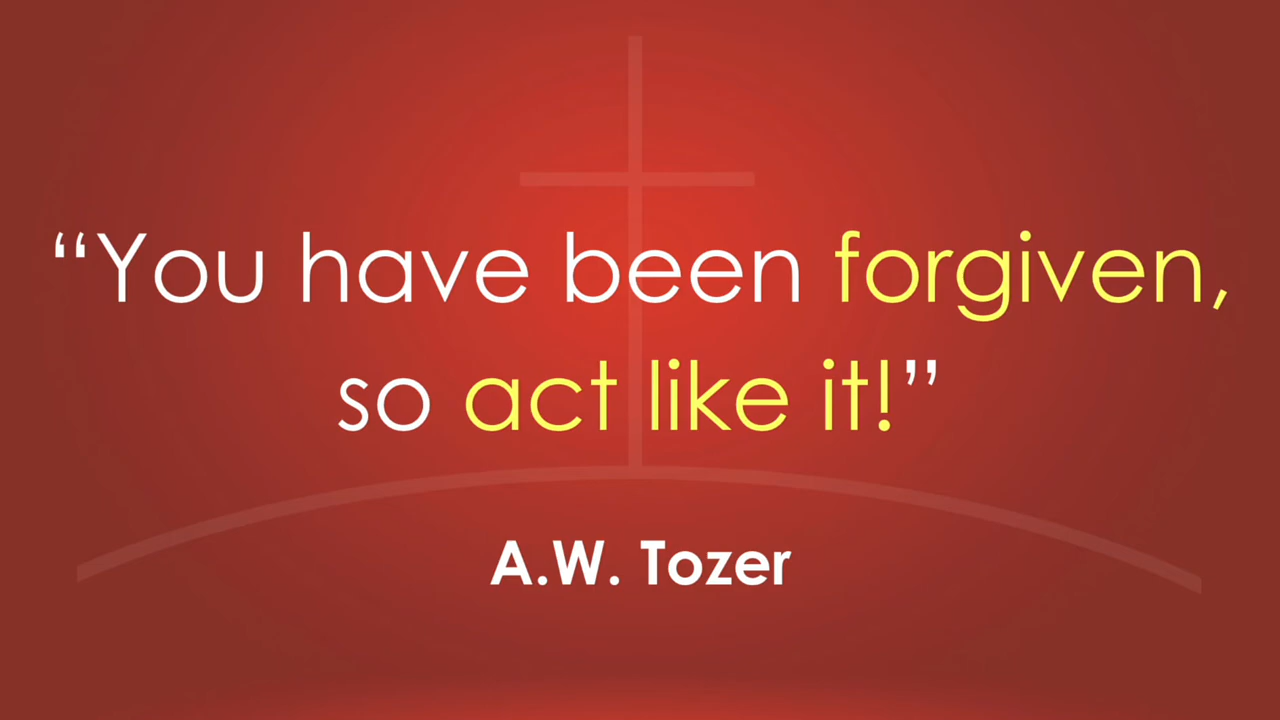 “You have been forgiven,
so act like it!”
A.W. Tozer